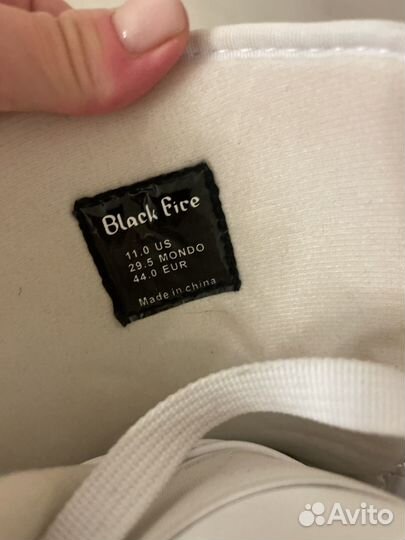 Black Fire
11.0 US
29.5 MONDO
44.0 EUR
Made in china
Avito